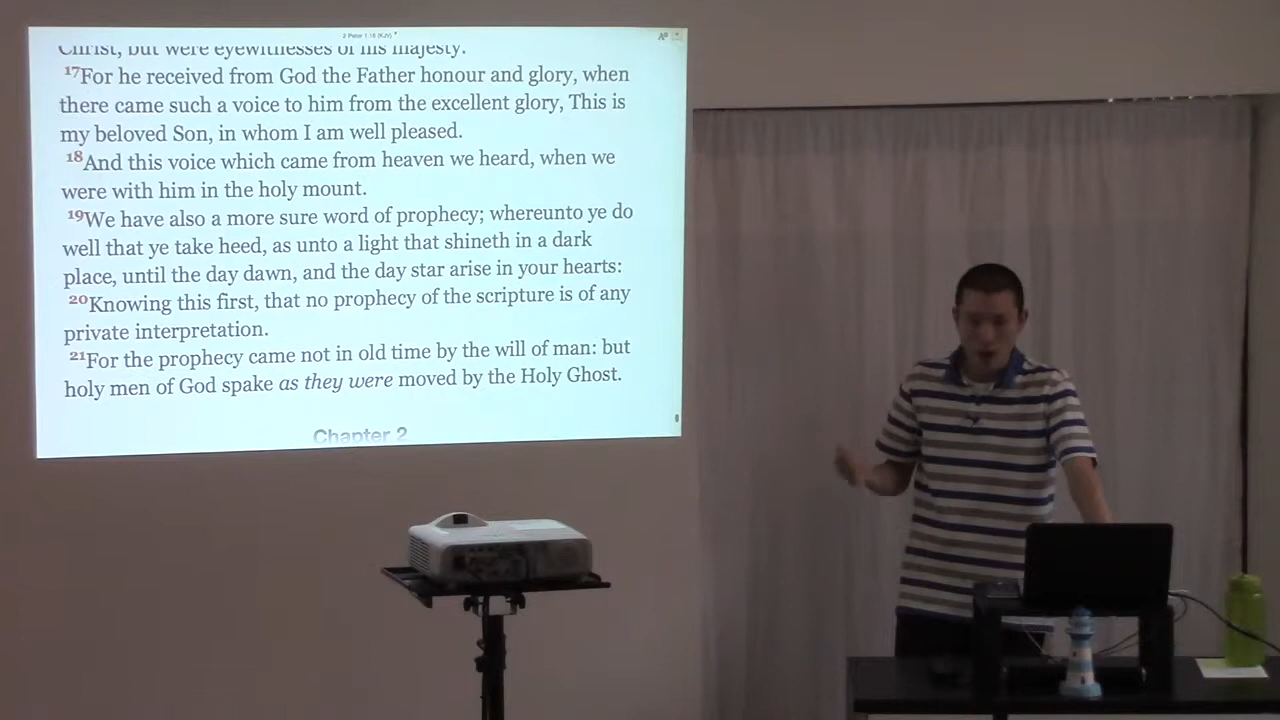 2 Peter 1:16 (KJV)
Christ, but were eyewitnesses of his majesty.
17For he received from God the Father honour and glory, when
there came such a voice to him from the excellent glory, This is
my beloved Son, in whom I am well pleased.
18And this voice which came from heaven we heard, when we
were with him in the holy mount.
19We have also a more sure word of prophecy; whereunto ye do
well that ye take heed, as unto a light that shineth in a dark
place, until the day dawn, and the day star arise in your hearts:
20Knowing this first, that no prophecy of the scripture is of any
private interpretation.
21For the prophecy came not in old time by the will of man: but
holy men of God spake as they were moved by the Holy Ghost.
Chapter 2